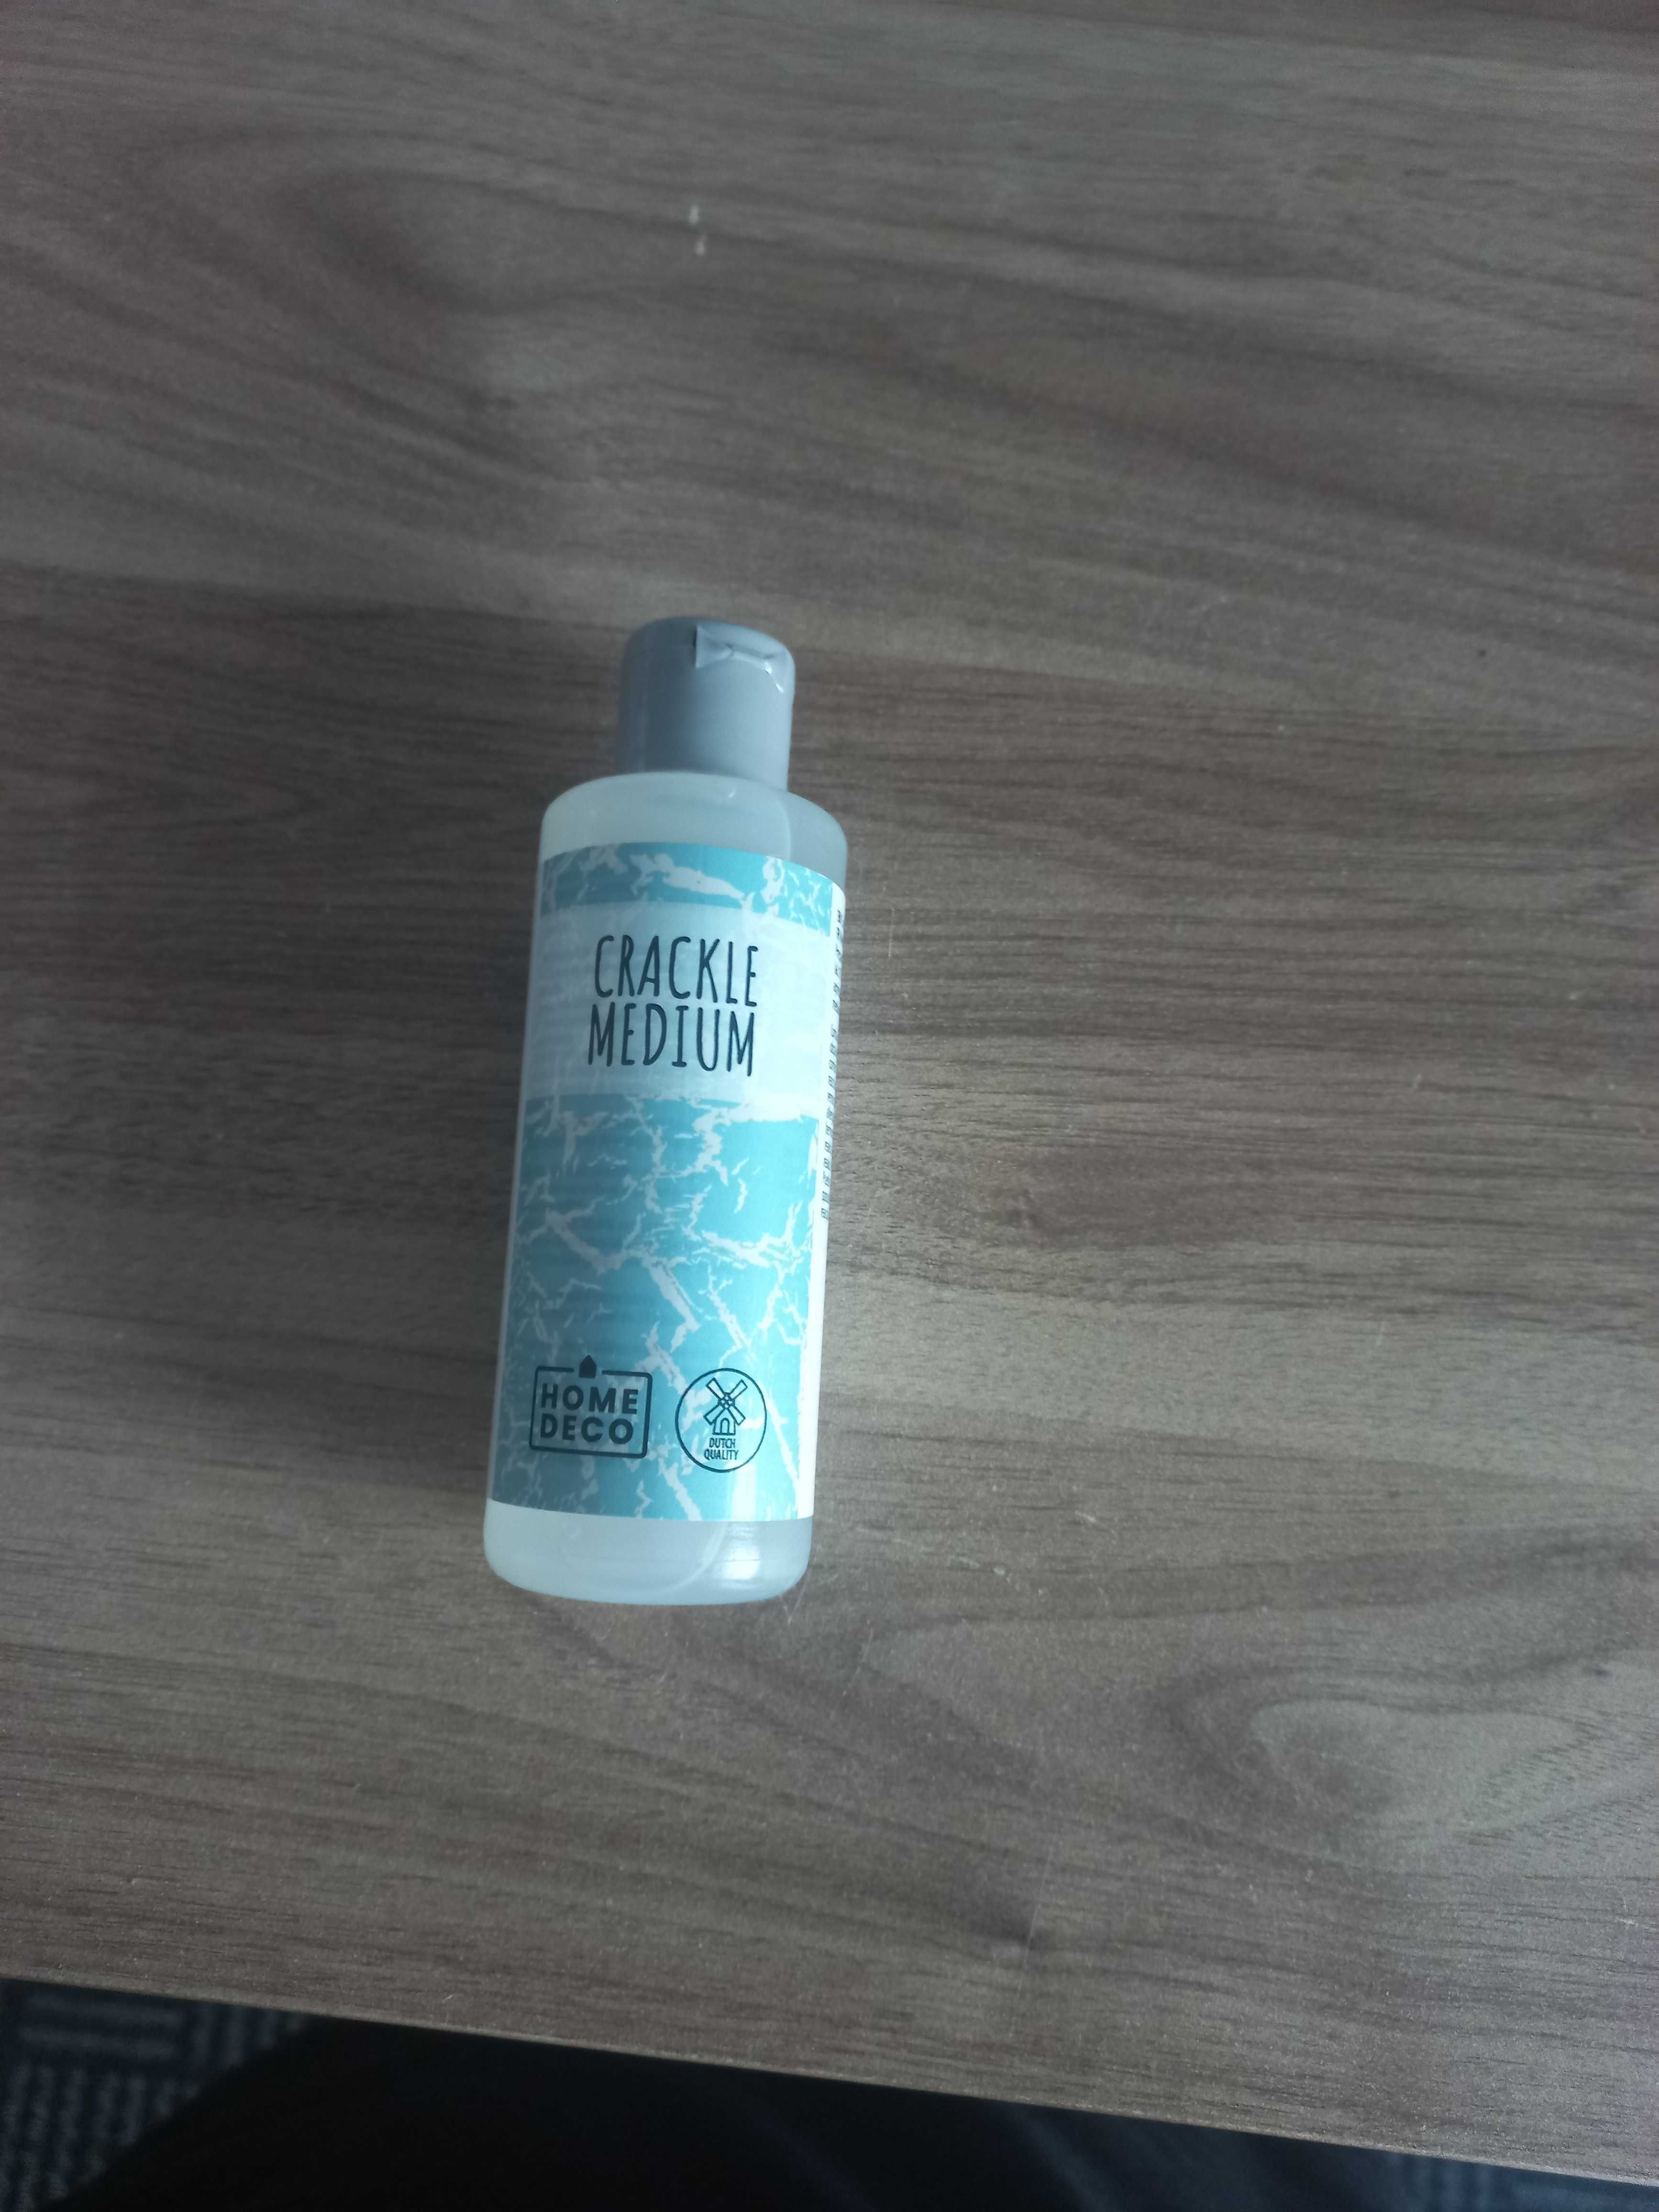 CRACKLE
MEDIUM
HOME
DECO
DUTCH
QUALITY